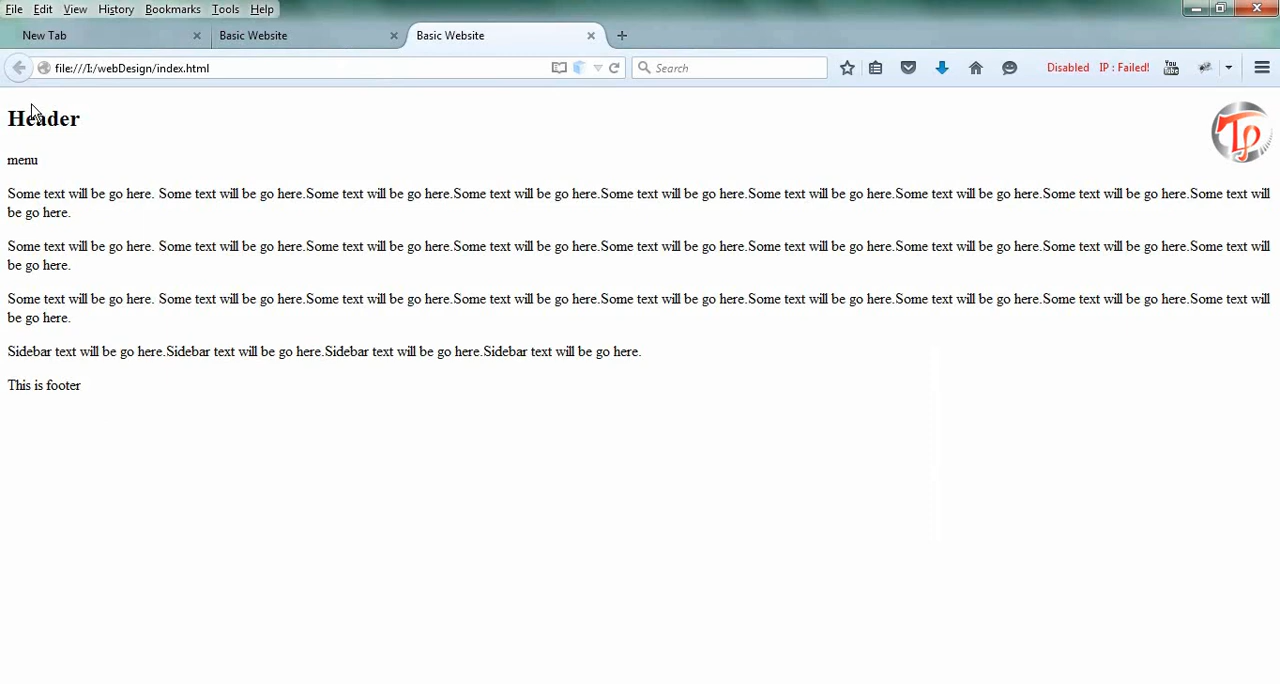 File Edit View History Bookmarks Tools Help
New Tab Basic Website Basic Website
file:///I:/webDesign/index.html Search Disabled IP : Failed! You Tube
Header
Tp
menu
Some text will be go here. Some text will be go here.Some text will be go here.Some text will be go here.Some text will be go here.Some text will be go here.Some text will be go here.Some text will be go here.Some text will
be go here.
Some text will be go here. Some text will be go here.Some text will be go here.Some text will be go here.Some text will be go here.Some text will be go here.Some text will be go here.Some text will be go here.Some text will
be go here.
Some text will be go here. Some text will be go here.Some text will be go here.Some text will be go here.Some text will be go here.Some text will be go here.Some text will be go here.Some text will be go here.Some text will
be go here.
Sidebar text will be go here.Sidebar text will be go here.Sidebar text will be go here.Sidebar text will be go here.
This is footer